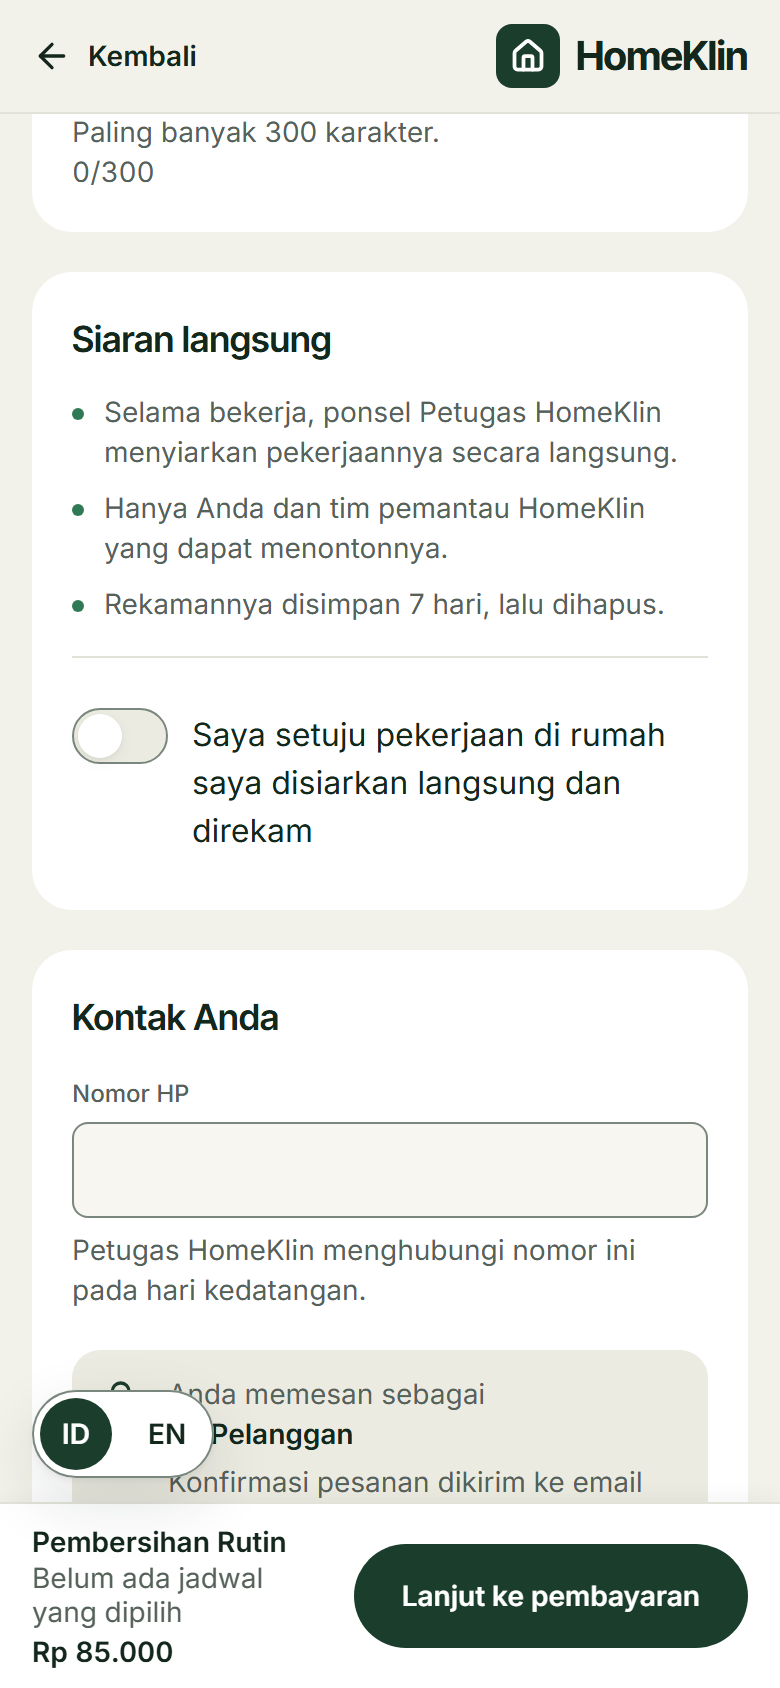 Kembali
HomeKlin
Paling banyak 300 karakter.
0/300
Siaran langsung
Selama bekerja, ponsel Petugas HomeKlin
menyiarkan pekerjaannya secara langsung.
Hanya Anda dan tim pemantau HomeKlin
yang dapat menontonnya.
Rekamannya disimpan 7 hari, lalu dihapus.
Saya setuju pekerjaan di rumah
saya disiarkan langsung dan
direkam
Kontak Anda
Nomor HP
Petugas HomeKlin menghubungi nomor ini
pada hari kedatangan.
Anda memesan sebagai
Pelanggan
Konfirmasi pesanan dikirim ke email
ID EN
Pembersihan Rutin
Belum ada jadwal
yang dipilih
Rp 85.000
Lanjut ke pembayaran